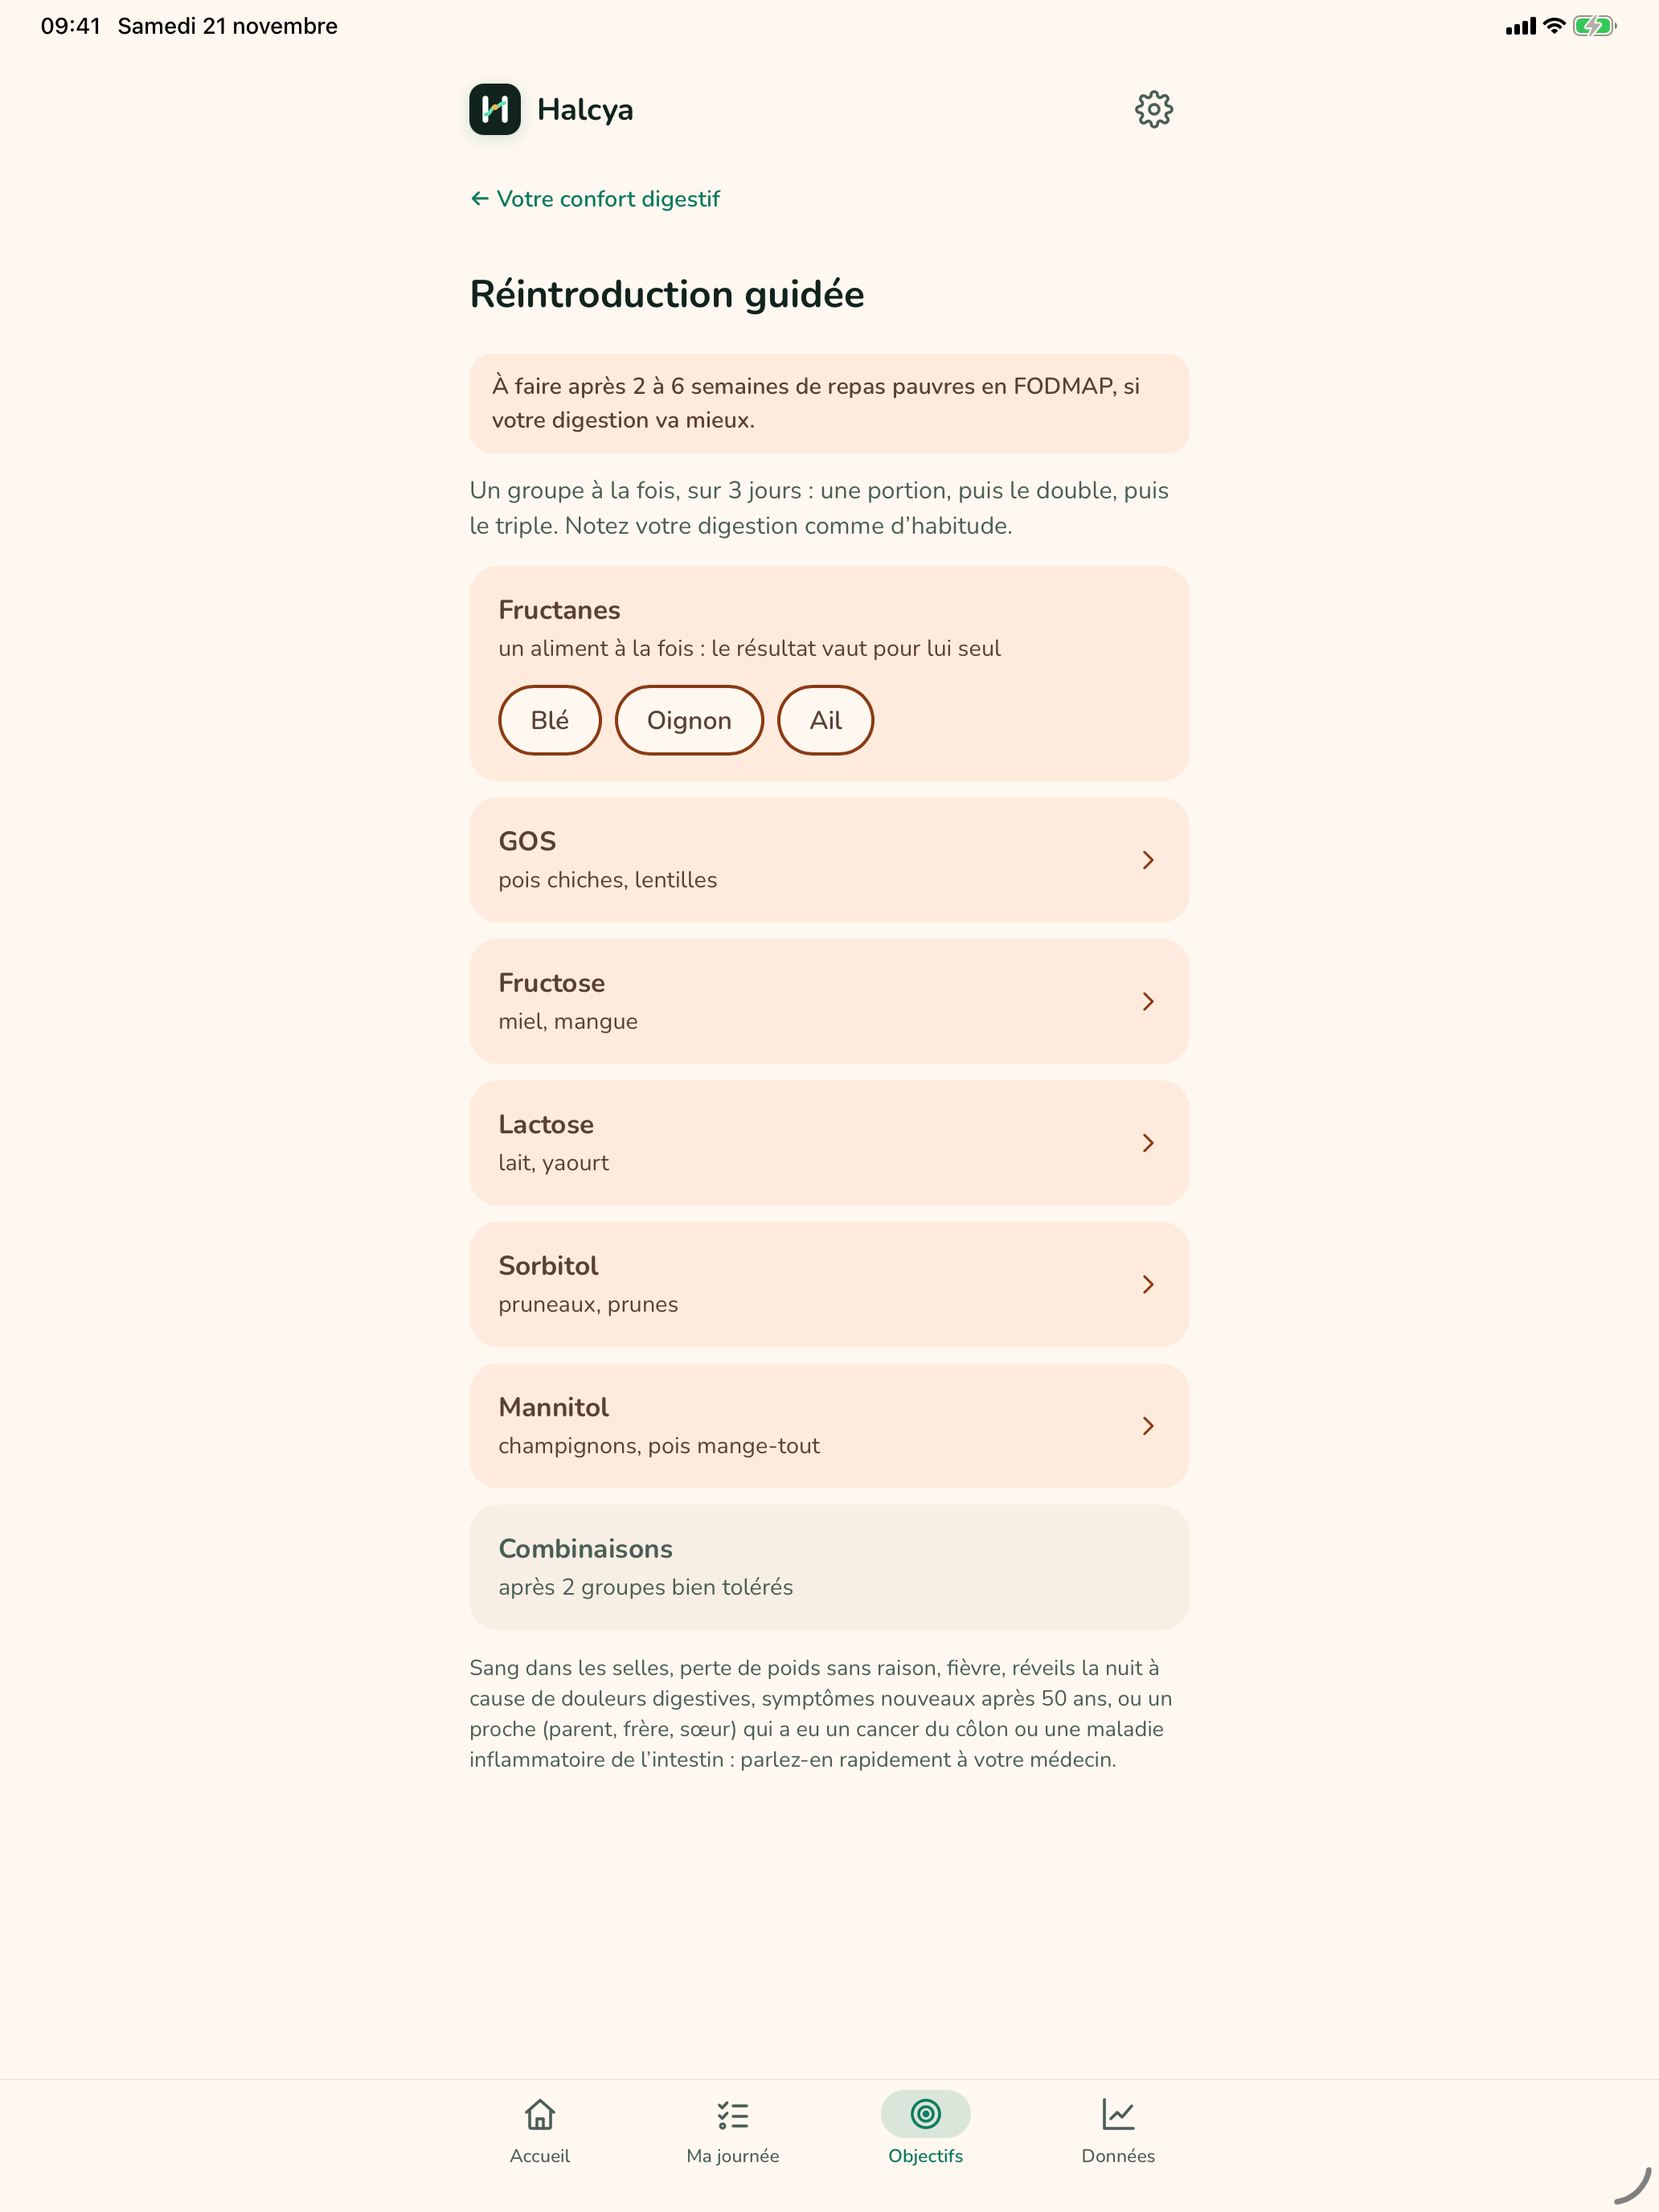 09:41 Samedi 21 novembre
Halcya
← Votre confort digestif
Réintroduction guidée
À faire après 2 à 6 semaines de repas pauvres en FODMAP, si
votre digestion va mieux.
Un groupe à la fois, sur 3 jours : une portion, puis le double, puis
le triple. Notez votre digestion comme d’habitude.
Fructanes
un aliment à la fois : le résultat vaut pour lui seul
Blé Oignon Ail
GOS
pois chiches, lentilles
Fructose
miel, mangue
Lactose
lait, yaourt
Sorbitol
pruneaux, prunes
Mannitol
champignons, pois mange-tout
Combinaisons
après 2 groupes bien tolérés
Sang dans les selles, perte de poids sans raison, fièvre, réveils la nuit à
cause de douleurs digestives, symptômes nouveaux après 50 ans, ou un
proche (parent, frère, sœur) qui a eu un cancer du côlon ou une maladie
inflammatoire de l’intestin : parlez-en rapidement à votre médecin.
Accueil Ma journée Objectifs Données